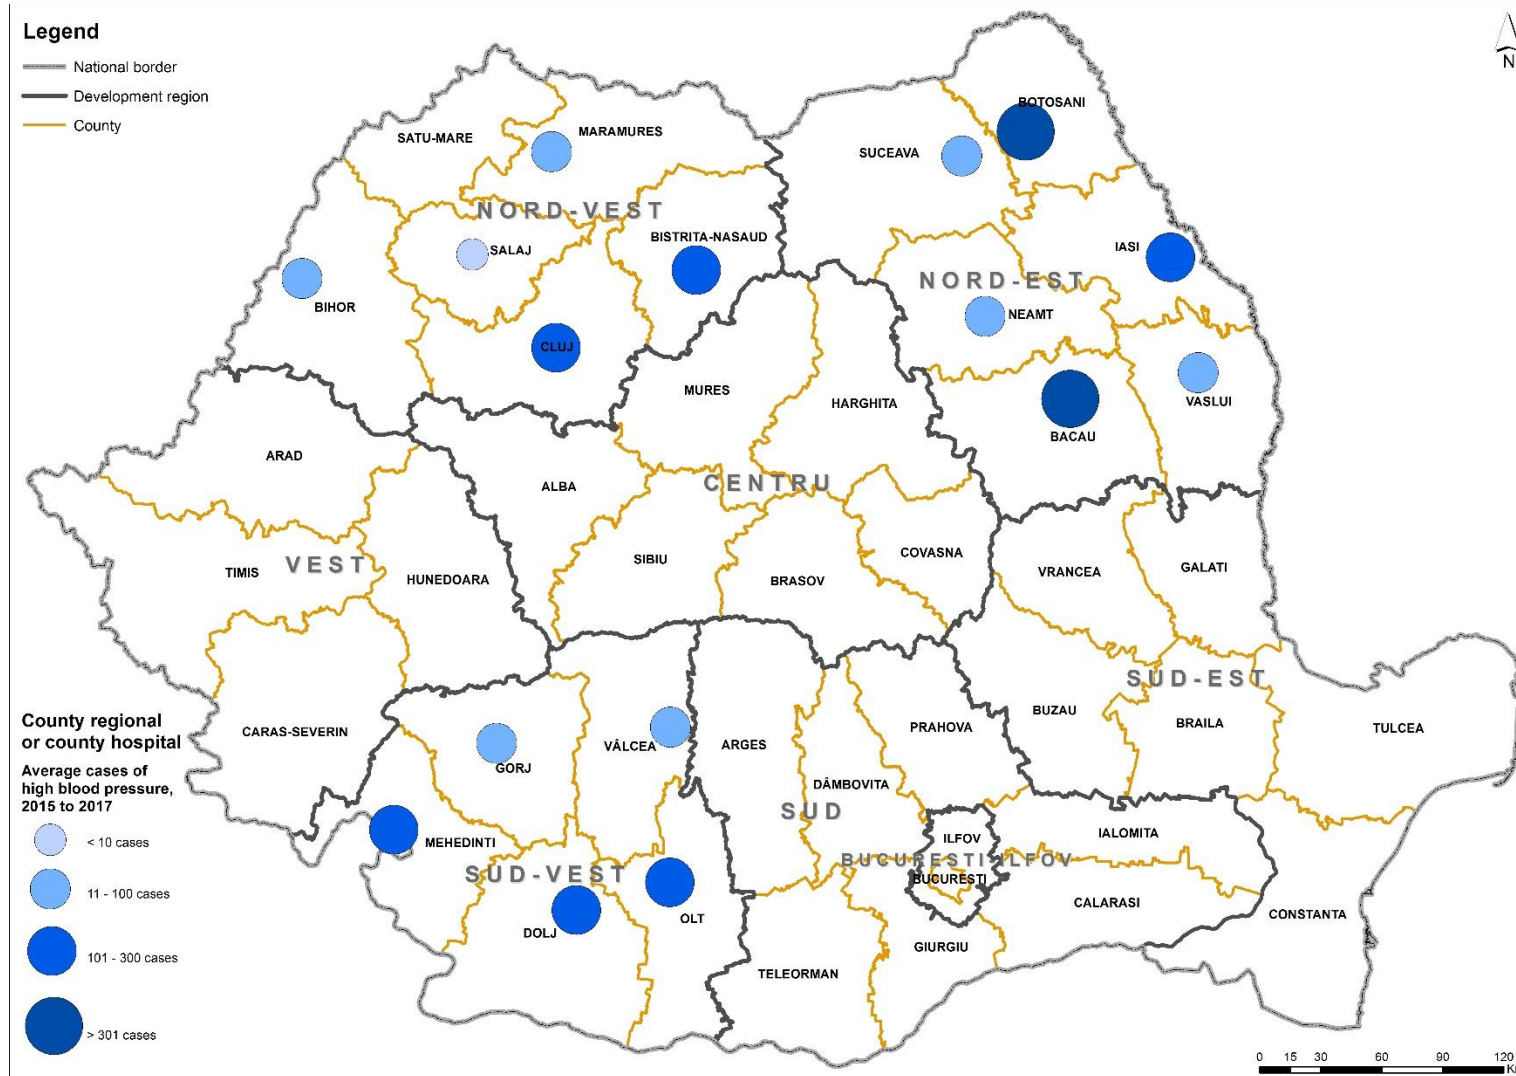 Legend
National border
Development region
County
N
BOTOSANI
MARAMURES
SATU-MARE
SUCEAVA
NORD-VEST
BISTRITA-NASAUD
SALAJ
IASI
NORD-EST
BIHOR
NEAMT
CLUJ
MURES
HARGHITA
VASLUI
BACAU
ARAD
ALBA
CENTRU
COVASNA
SIBIU
BRASOV
VRANCEA
GALATI
TIMIS
VEST
HUNEDOARA
SUD-EST
County regional
or county hospital
Average cases of
high blood pressure,
2015 to 2017
< 10 cases
11 - 100 cases
101 - 300 cases
> 301 cases
CARAS-SEVERIN
GORJ
VÂLCEA
ARGES
PRAHOVA
BUZAU
BRAILA
TULCEA
DÂMBOVITA
SUD
MEHEDINTI
ILFOV
IALOMITA
BUCURESTI-ILFOV
SUD-VEST
BUCURESTI
CALARASI
OLT
DOLJ
CONSTANTA
GIURGIU
TELEORMAN
0 15 30 60 90 120